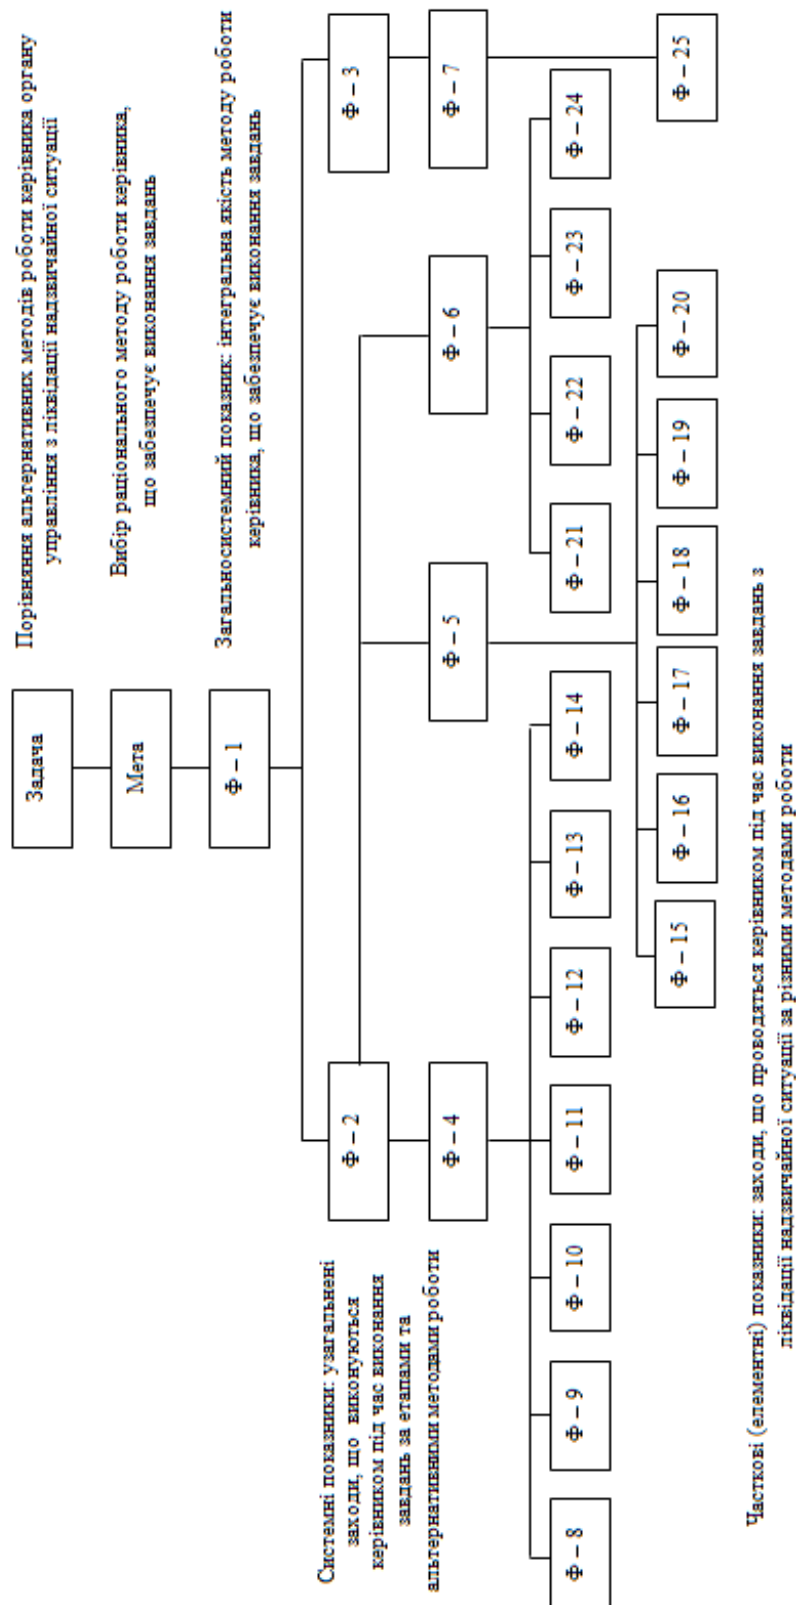 Задача
Порівняння альтернативних методів роботи керівника органу
управління з ліквідації надзвичайної ситуації
Мета
Вибір раціонального методу роботи керівника,
що забезпечує виконання завдань
Ф – 1
Загальносистемний показник: інтегральна якість методу роботи
керівника, що забезпечує виконання завдань
Системні показники: узагальнені
заходи, що виконуються
керівником під час виконання
завдань за етапами та
альтернативними методами роботи
Ф – 2
Ф – 3
Ф – 4
Ф – 5
Ф – 6
Ф – 7
Ф – 8
Ф – 9
Ф – 10
Ф – 11
Ф – 12
Ф – 13
Ф – 14
Ф – 21
Ф – 22
Ф – 23
Ф – 24
Ф – 15
Ф – 16
Ф – 17
Ф – 18
Ф – 19
Ф – 20
Ф – 25
Часткові (елементні) показники: заходи, що проводяться керівником під час виконання завдань з
ліквідації надзвичайної ситуації за різними методами роботи